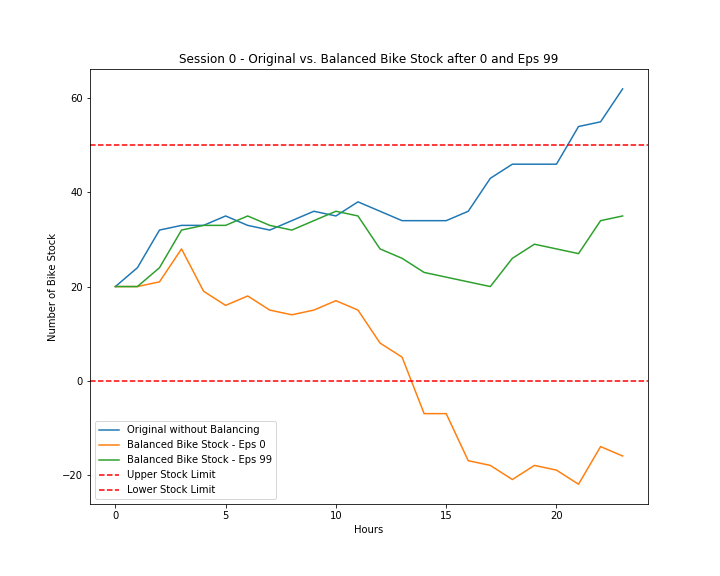 Session 0 - Original vs. Balanced Bike Stock after 0 and Eps 99
Number of Bike Stock
60
40
20
0
−20
Original without Balancing
Balanced Bike Stock - Eps 0
Balanced Bike Stock - Eps 99
Upper Stock Limit
Lower Stock Limit
0
5
10
15
20
Hours